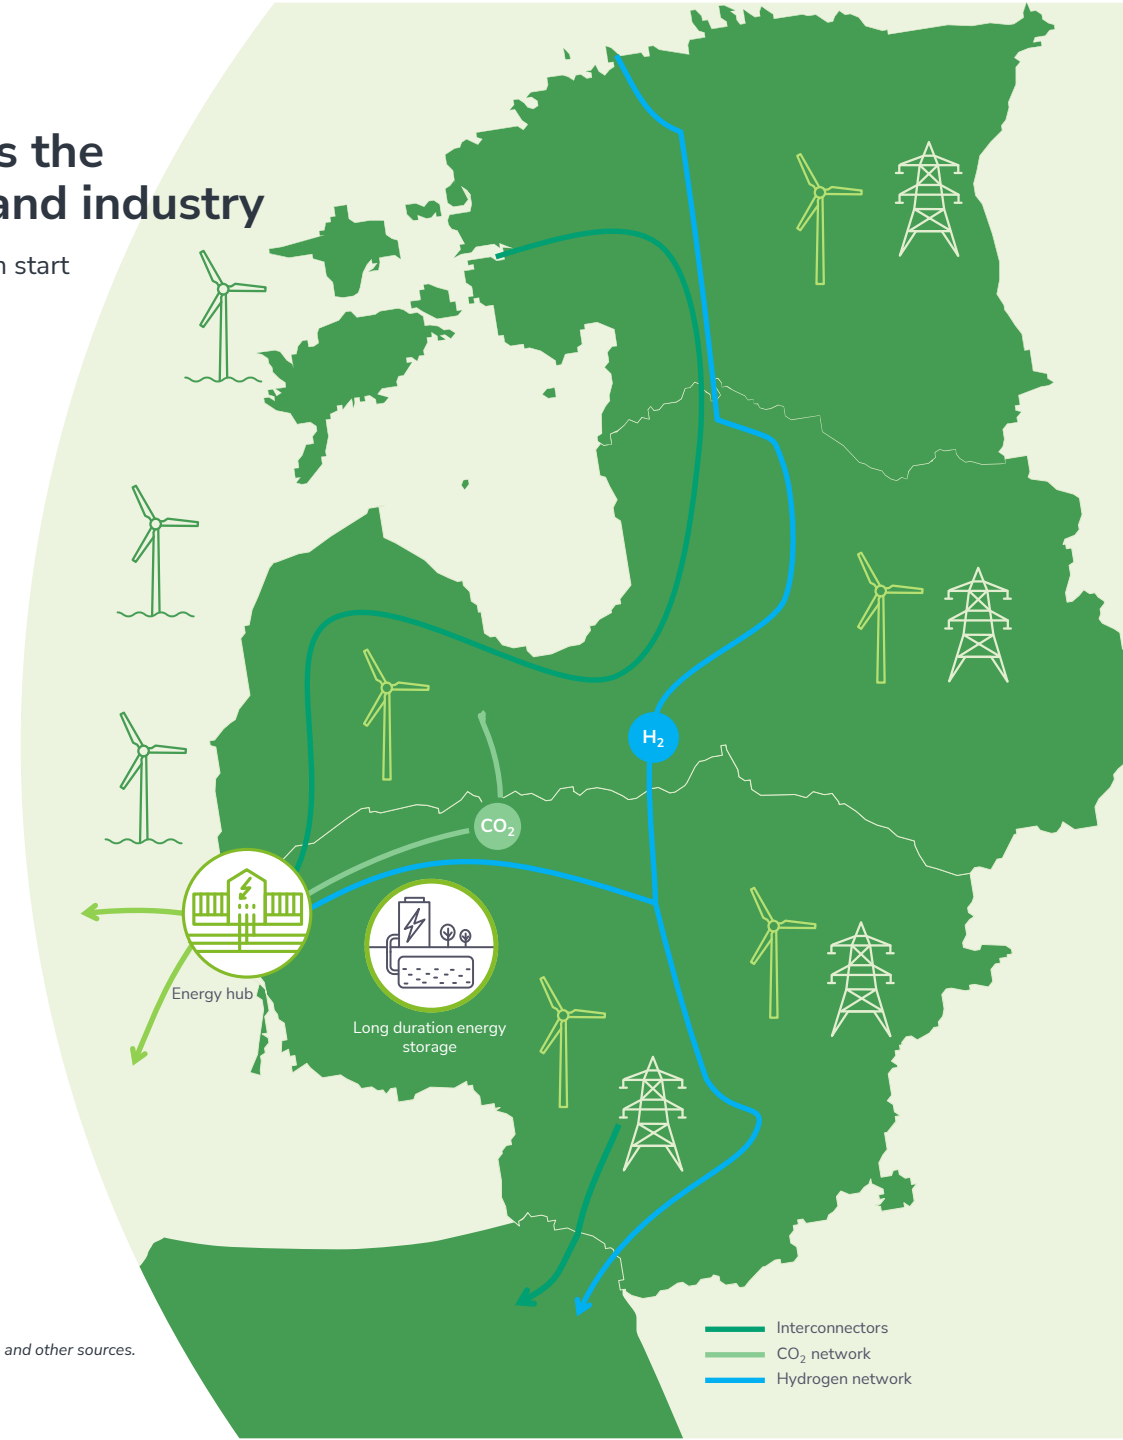 s the
and industry
n start
H₂
CO₂
Energy hub
Long duration energy
storage
Interconnectors
CO₂ network
Hydrogen network
and other sources.